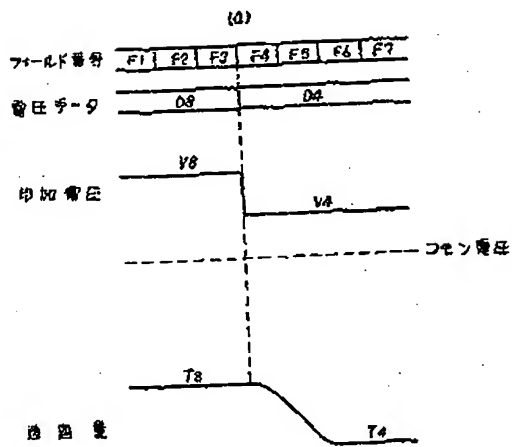 (a)
フィールド番号 F1 F2 F3 F4 F5 F6 F7
電圧データ D8 D4
V8
印加電圧
V4
コモン電圧
T8
透過量 T4